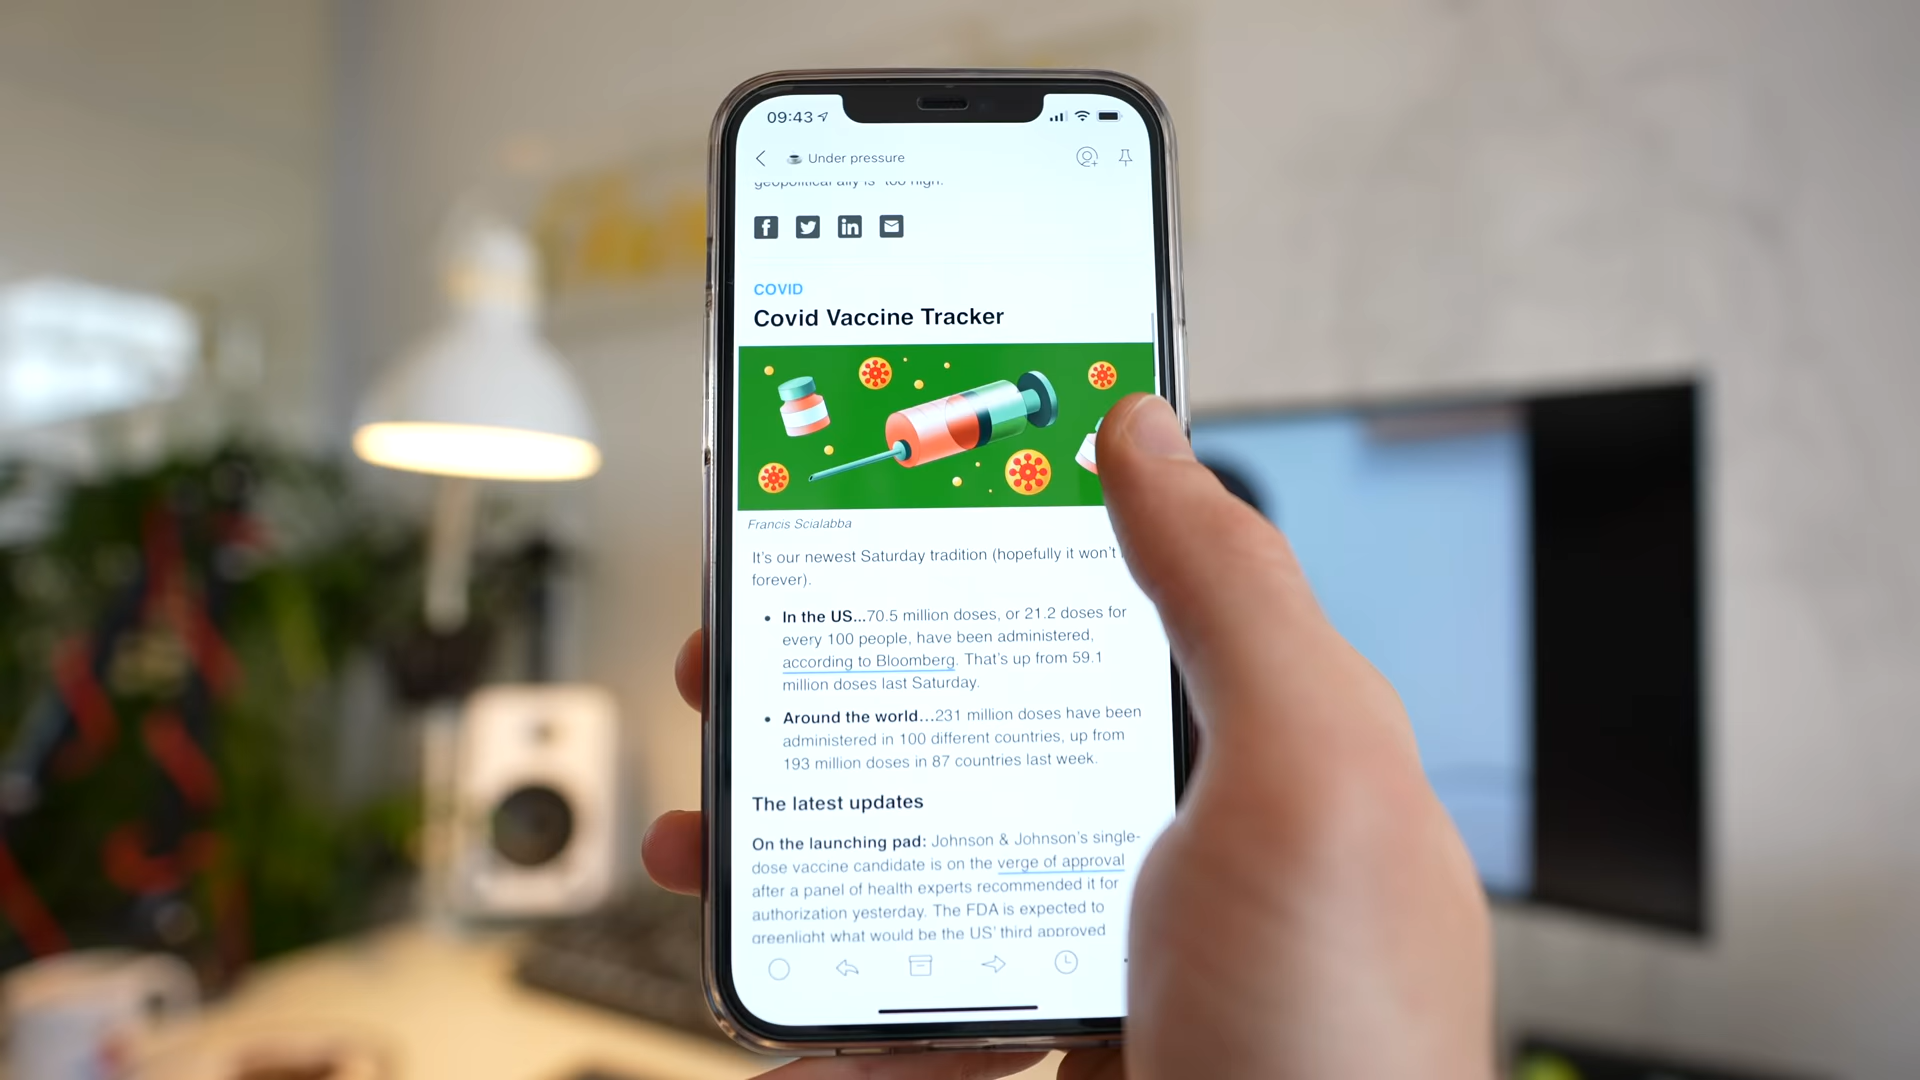 09:43
Under pressure
geopolitical ally is "too high."
COVID
Covid Vaccine Tracker
Francis Scialabba
It's our newest Saturday tradition (hopefully it won't
forever).
• In the US...70.5 million doses, or 21.2 doses for
every 100 people, have been administered,
according to Bloomberg. That's up from 59.1
million doses last Saturday.
• Around the world...231 million doses have been
administered in 100 different countries, up from
193 million doses in 87 countries last week.
The latest updates
On the launching pad: Johnson & Johnson's single-
dose vaccine candidate is on the verge of approval
after a panel of health experts recommended it for
authorization yesterday. The FDA is expected to
greenlight what would be the US' third approved